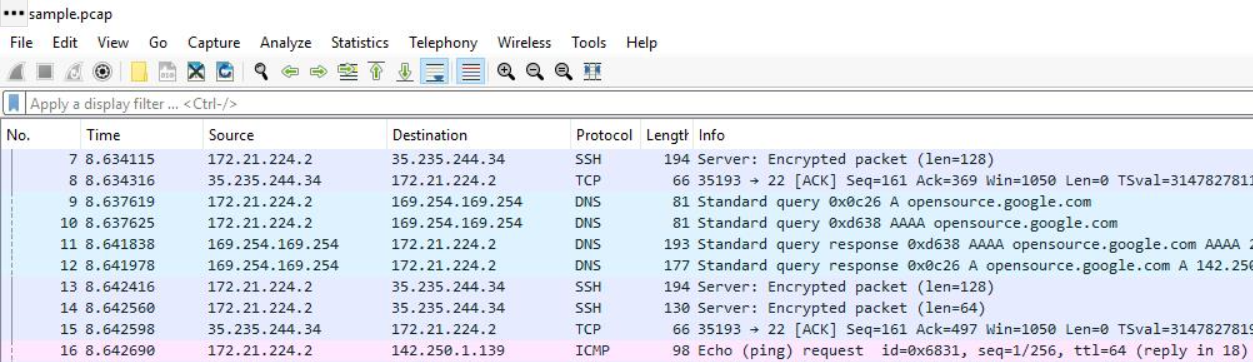 sample.pcap
File Edit View Go Capture Analyze Statistics Telephony Wireless Tools Help
Apply a display filter ... <Ctrl-/>
No. Time Source Destination Protocol Length Info
7 8.634115 172.21.224.2 35.235.244.34 SSH 194 Server: Encrypted packet (len=128)
8 8.634316 35.235.244.34 172.21.224.2 TCP 66 35193 → 22 [ACK] Seq=161 Ack=369 Win=1050 Len=0 TSval=3147827811
9 8.637619 172.21.224.2 169.254.169.254 DNS 81 Standard query 0x0c26 A opensource.google.com
10 8.637625 172.21.224.2 169.254.169.254 DNS 81 Standard query 0xd638 AAAA opensource.google.com
11 8.641838 169.254.169.254 172.21.224.2 DNS 193 Standard query response 0xd638 AAAA opensource.google.com AAAA 2
12 8.641978 169.254.169.254 172.21.224.2 DNS 177 Standard query response 0x0c26 A opensource.google.com A 142.250
13 8.642416 172.21.224.2 35.235.244.34 SSH 194 Server: Encrypted packet (len=128)
14 8.642560 172.21.224.2 35.235.244.34 SSH 130 Server: Encrypted packet (len=64)
15 8.642598 35.235.244.34 172.21.224.2 TCP 66 35193 → 22 [ACK] Seq=161 Ack=497 Win=1050 Len=0 TSval=3147827819
16 8.642690 172.21.224.2 142.250.1.139 ICMP 98 Echo (ping) request id=0x6831, seq=1/256, ttl=64 (reply in 18)